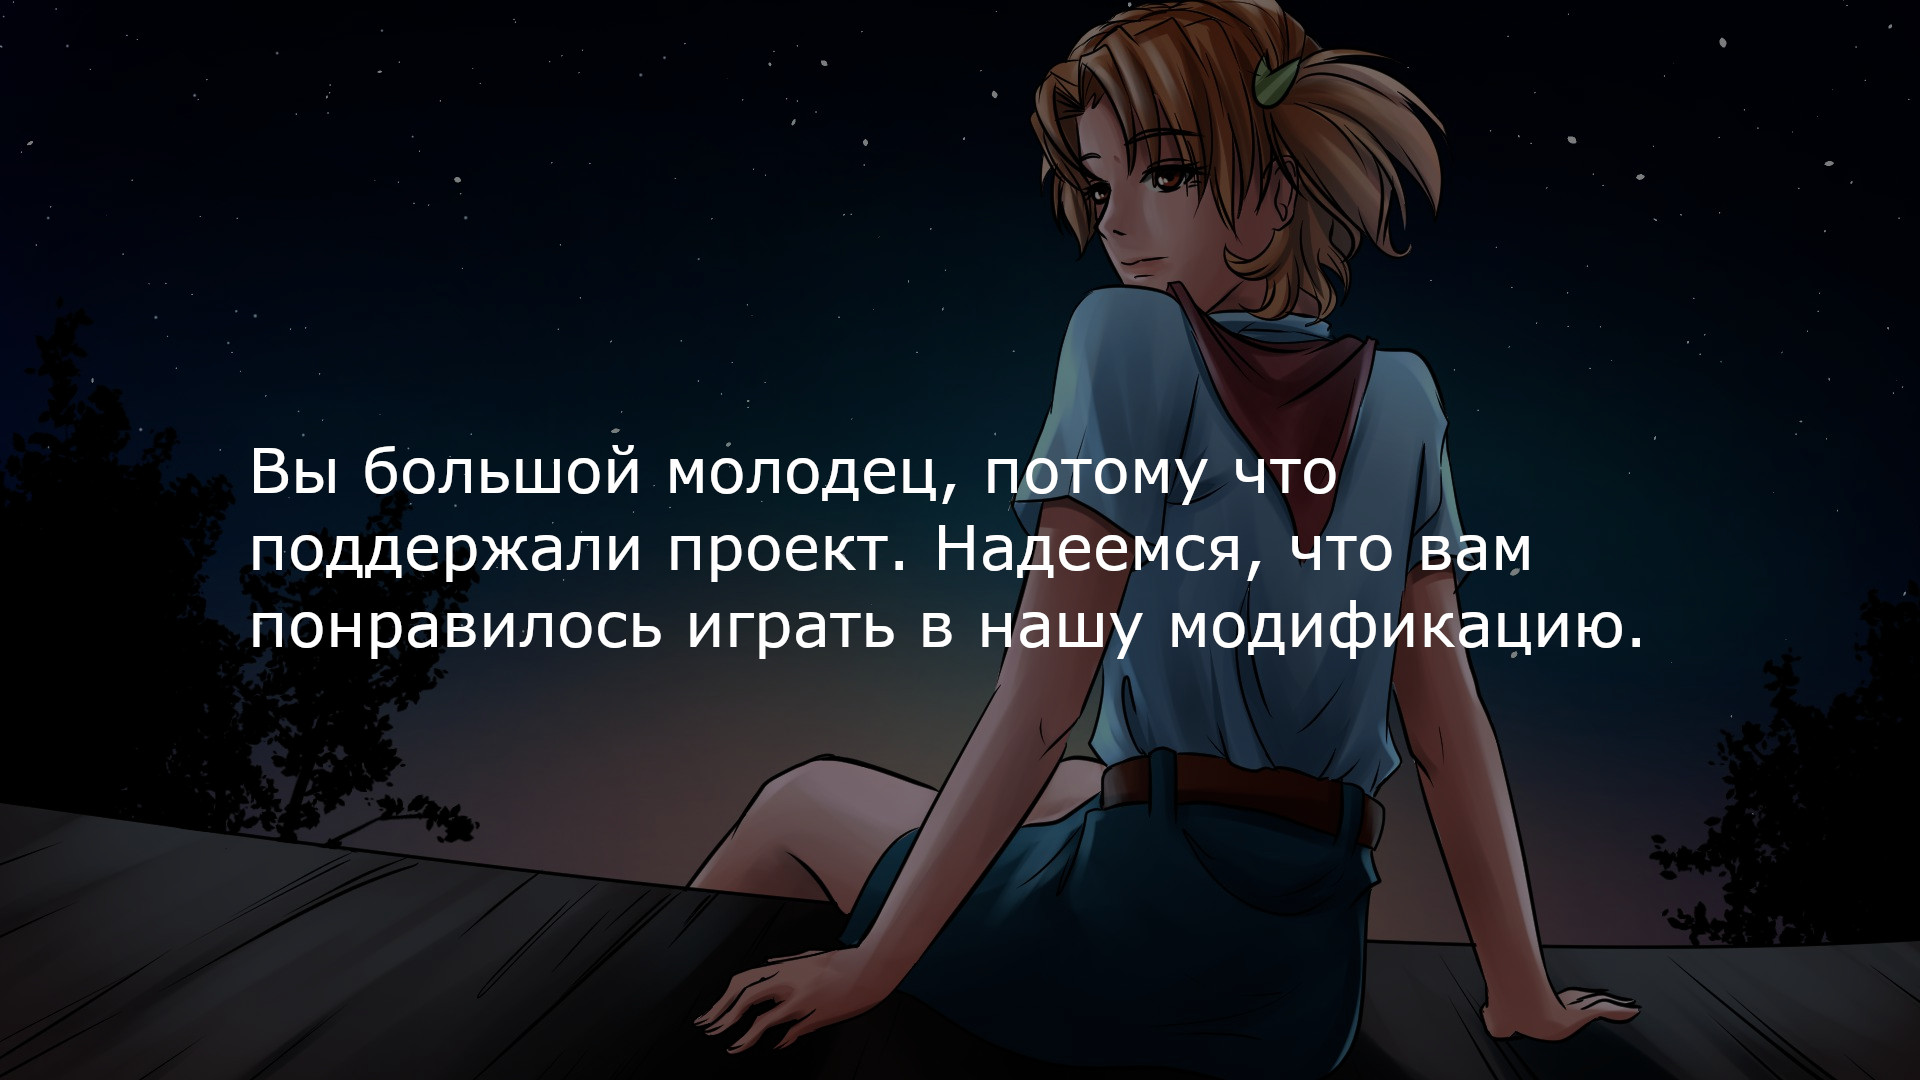 Вы большой молодец, потому что
поддержали проект. Надеемся, что вам
понравилось играть в нашу модификацию.